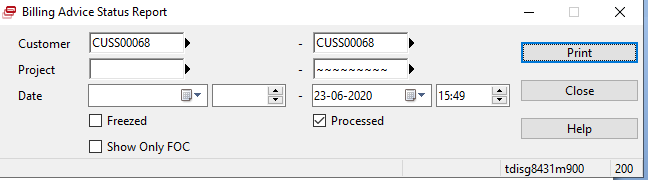 Billing Advice Status Report
Customer CUSS00068 - CUSS00068 Print
Project - ~~~~~~~~~
Date - 23-06-2020 15:49 Close
Freezed Processed Help
Show Only FOC
tdisg8431m900 200